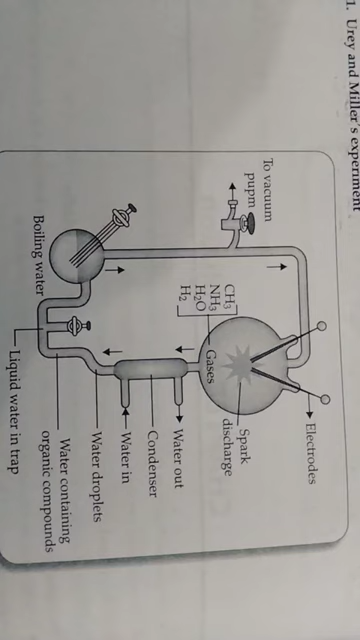 1. Urey and Miller's experiment
To vacuum
pupm
Electrodes
CH3
NH3
H2O
H2
Gases
Spark
discharge
Water out
Condenser
Water in
Boiling water
Water droplets
Water containing
organic compounds
Liquid water in trap